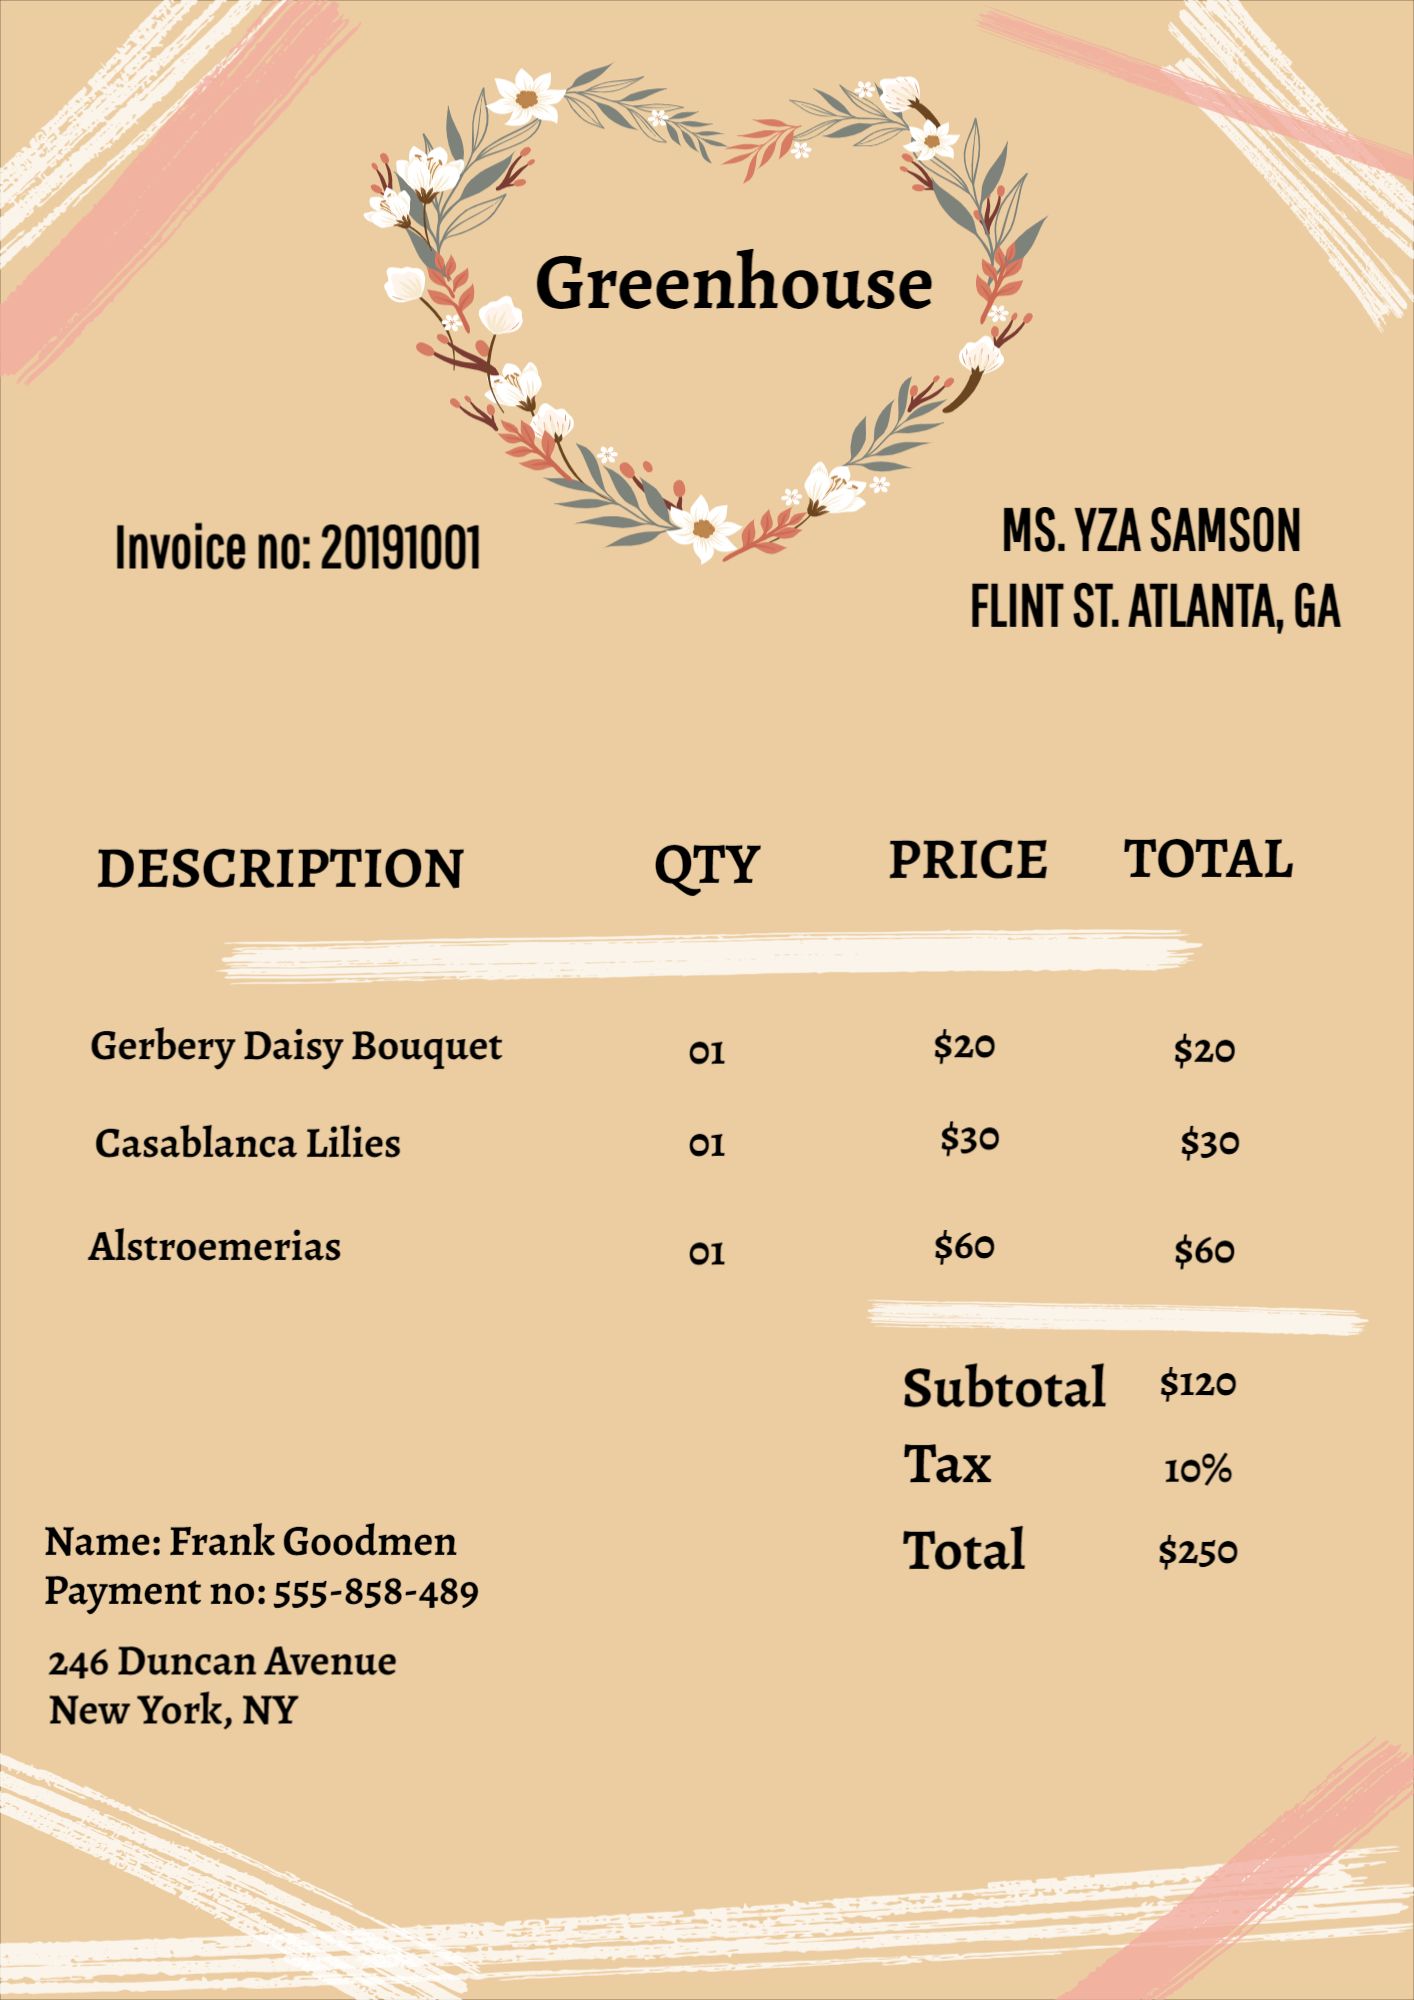 Greenhouse
Invoice no: 20191001
MS. YZA SAMSON
FLINT ST. ATLANTA, GA
DESCRIPTION QTY PRICE TOTAL
Gerbery Daisy Bouquet 01 $20 $20
Casablanca Lilies 01 $30 $30
Alstroemerias 01 $60 $60
Subtotal $120
Tax 10%
Total $250
Name: Frank Goodmen
Payment no: 555-858-489
246 Duncan Avenue
New York, NY